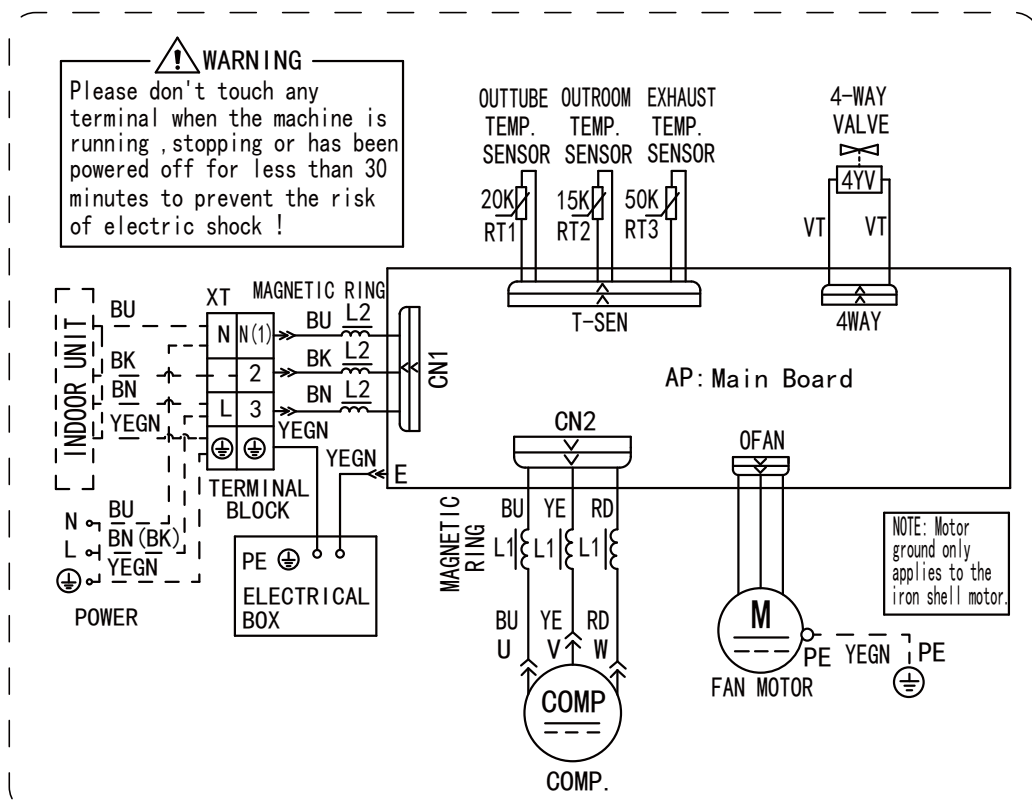 WARNING
Please don't touch any
terminal when the machine is
running ,stopping or has been
powered off for less than 30
minutes to prevent the risk
of electric shock !
OUTTUBE OUTROOM EXHAUST
TEMP. TEMP. TEMP.
SENSOR SENSOR SENSOR
20K 15K 50K
RT1 RT2 RT3
T-SEN
4-WAY
VALVE
4YV
VT VT
4WAY
AP: Main Board
INDOOR UNIT
BU
BK
BN
YEGN
XT
N N(1)
2
L 3
TERMINAL
BLOCK
MAGNETIC RING
BU L2
BK L2
BN L2
YEGN
CN1
YEGN E
N BU
L BN(BK)
YEGN
POWER
PE
ELECTRICAL
BOX
CN2
MAGNETIC
RING
BU YE RD
L1 L1 L1
BU YE RD
U V W
COMP
COMP.
OFAN
M
PE YEGN PE
FAN MOTOR
NOTE: Motor
ground only
applies to the
iron shell motor.